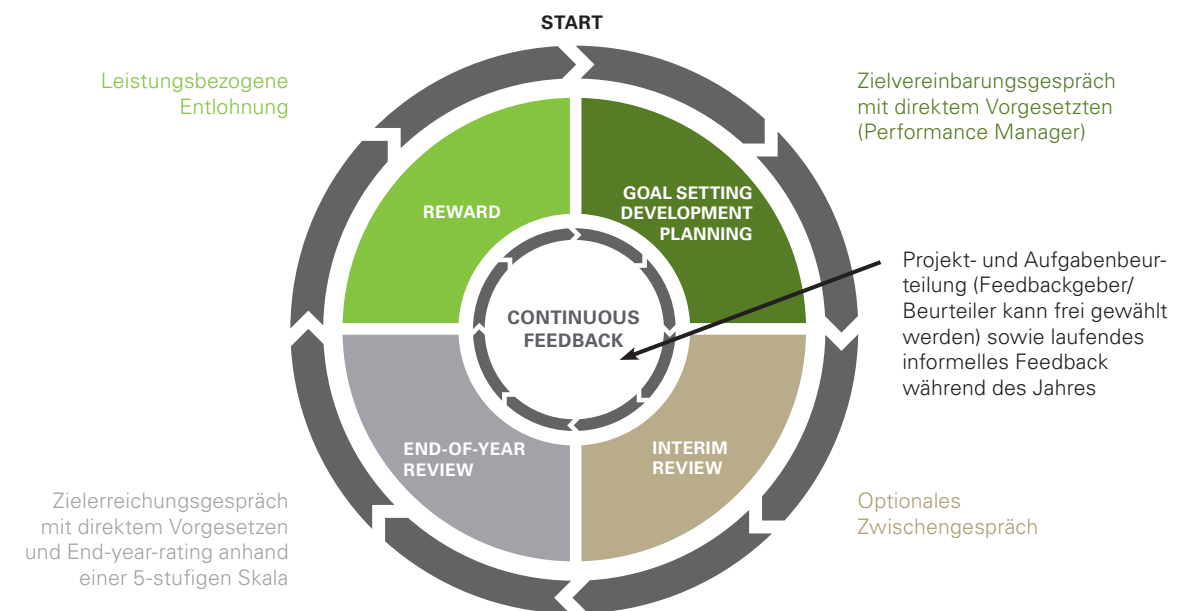 START
Leistungsbezogene
Entlohnung
Zielvereinbarungsgespräch
mit direktem Vorgesetzten
(Performance Manager)
REWARD
GOAL SETTING
DEVELOPMENT
PLANNING
Projekt- und Aufgabenbeur-
teilung (Feedbackgeber/
Beurteiler kann frei gewählt
werden) sowie laufendes
informelles Feedback
während des Jahres
CONTINUOUS
FEEDBACK
END-OF-YEAR
REVIEW
INTERIM
REVIEW
Zielerreichungsgespräch
mit direktem Vorgesetzen
und End-year-rating anhand
einer 5-stufigen Skala
Optionales
Zwischengespräch